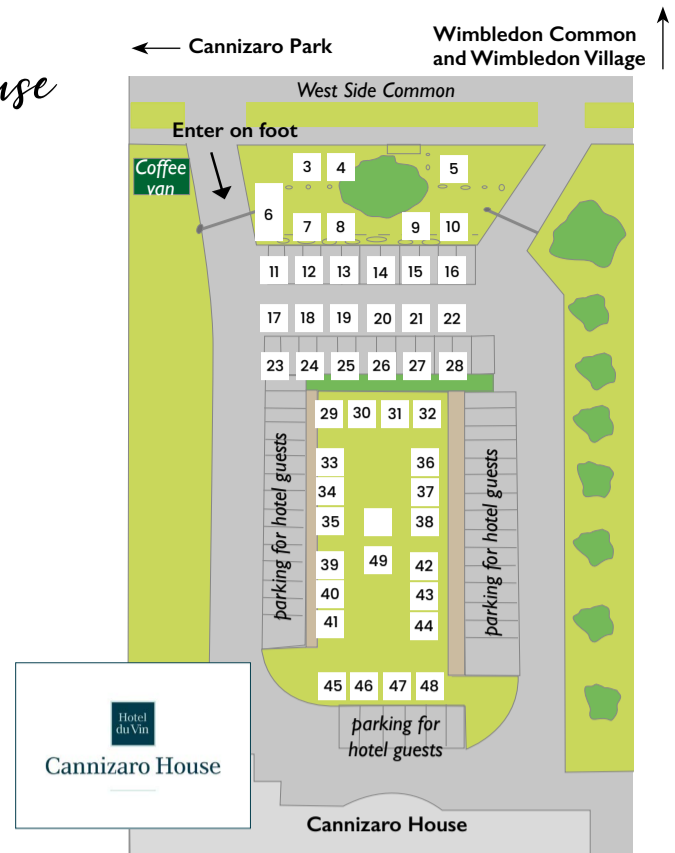 Cannizaro Park
Wimbledon Common
and Wimbledon Village
use
West Side Common
Enter on foot
Coffee
van
3 4 5
6
7 8 9 10
11 12 13 14 15 16
17 18 19 20 21 22
23 24 25 26 27 28
29 30 31 32
33 36
34 37
35 38
49
39 42
40 43
41 44
parking for hotel guests
parking for hotel guests
45 46 47 48
parking for
hotel guests
Hotel
du Vin
Cannizaro House
Cannizaro House